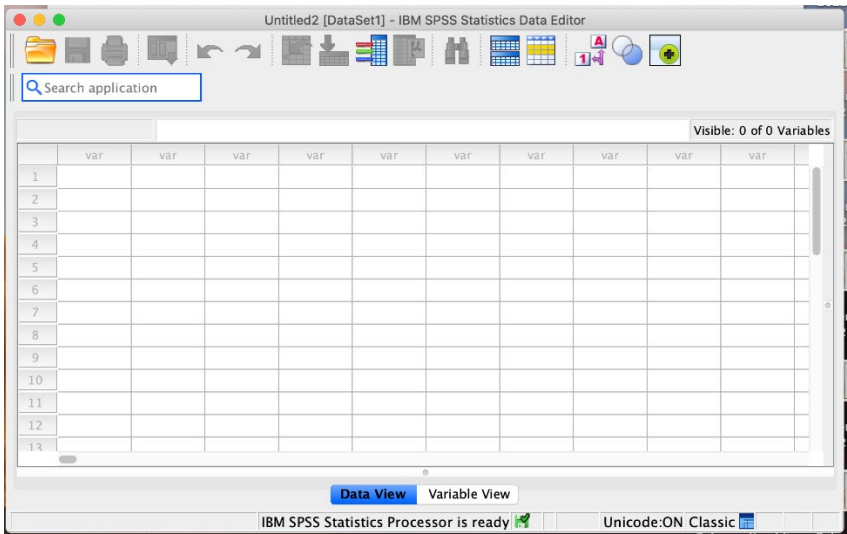 Untitled2 [DataSet1] - IBM SPSS Statistics Data Editor
A
1
μ
Search application
Visible: 0 of 0 Variables
var var var var var var var var var var
1
2
3
4
5
6
7
8
9
10
11
12
13
Data View Variable View
IBM SPSS Statistics Processor is ready Unicode:ON Classic